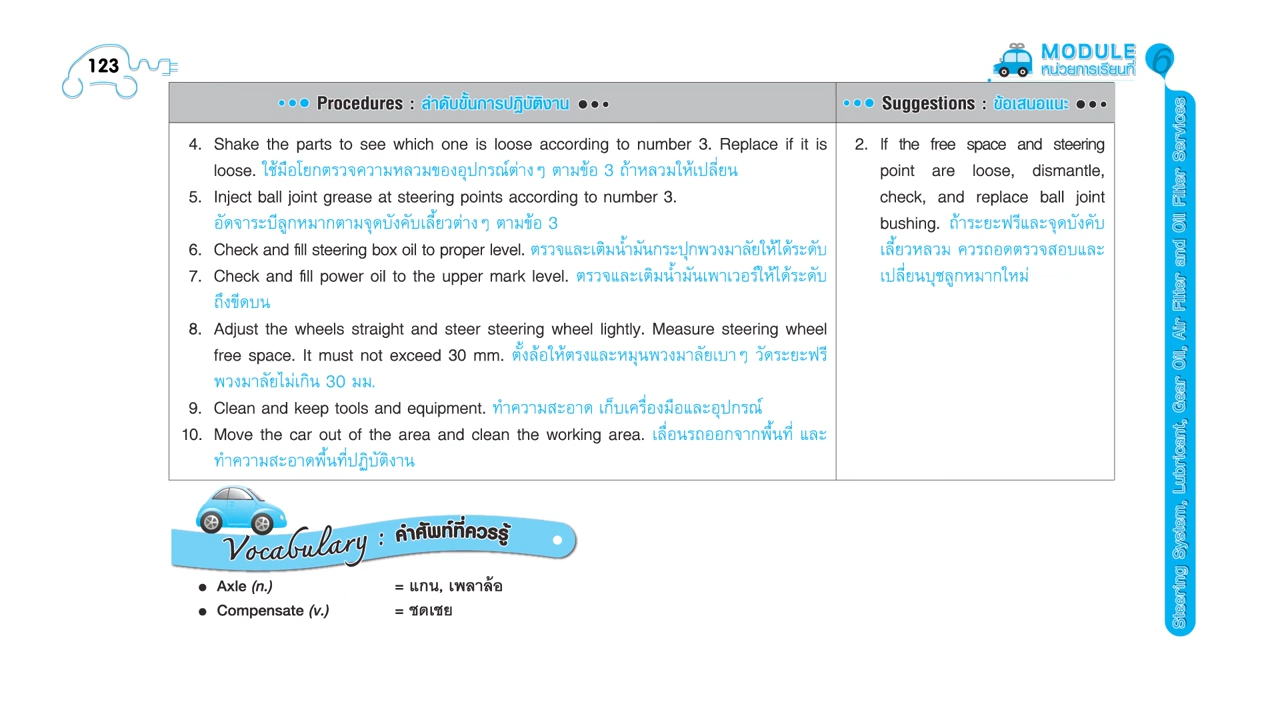 123
MODULE
หน่วยการเรียนที่
6
Procedures : ลำดับขั้นการปฏิบัติงาน
4. Shake the parts to see which one is loose according to number 3. Replace if it is
loose. ใช้มือโยกตรวจความหลวมของอุปกรณ์ต่างๆ ตามข้อ 3 ถ้าหลวมให้เปลี่ยน
5. Inject ball joint grease at steering points according to number 3.
อัดจาระบีลูกหมากตามจุดบังคับเลี้ยวต่างๆ ตามข้อ 3
6. Check and fill steering box oil to proper level. ตรวจและเติมน้ำมันกระปุกพวงมาลัยให้ได้ระดับ
7. Check and fill power oil to the upper mark level. ตรวจและเติมน้ำมันเพาเวอร์ให้ได้ระดับ
ถึงขีดบน
8. Adjust the wheels straight and steer steering wheel lightly. Measure steering wheel
free space. It must not exceed 30 mm. ตั้งล้อให้ตรงและหมุนพวงมาลัยเบาๆ วัดระยะฟรี
พวงมาลัยไม่เกิน 30 มม.
9. Clean and keep tools and equipment. ทำความสะอาด เก็บเครื่องมือและอุปกรณ์
10. Move the car out of the area and clean the working area. เลื่อนรถออกจากพื้นที่ และ
ทำความสะอาดพื้นที่ปฏิบัติงาน
Suggestions : ข้อเสนอแนะ
2. If the free space and steering
point are loose, dismantle,
check, and replace ball joint
bushing. ถ้าระยะฟรีและจุดบังคับ
เลี้ยวหลวม ควรถอดตรวจสอบและ
เปลี่ยนบุชลูกหมากใหม่
Steering System, Lubricant, Gear Oil, Air Filter and Oil Filter Services
Vocabulary : คำศัพท์ที่ควรรู้
• Axle (n.) = แกน, เพลาล้อ
• Compensate (v.) = ชดเชย